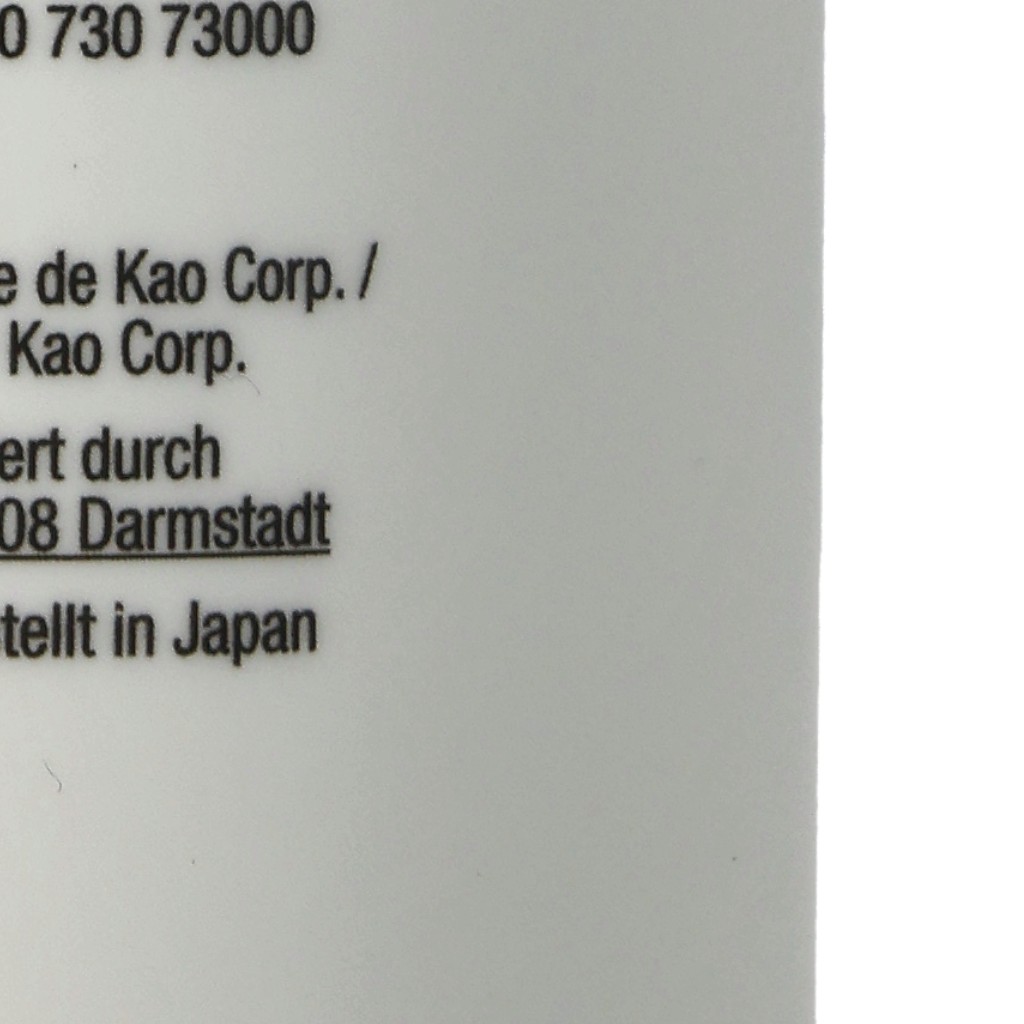 0 730 73000
e de Kao Corp. /
Kao Corp.
ert durch
08 Darmstadt
tellt in Japan